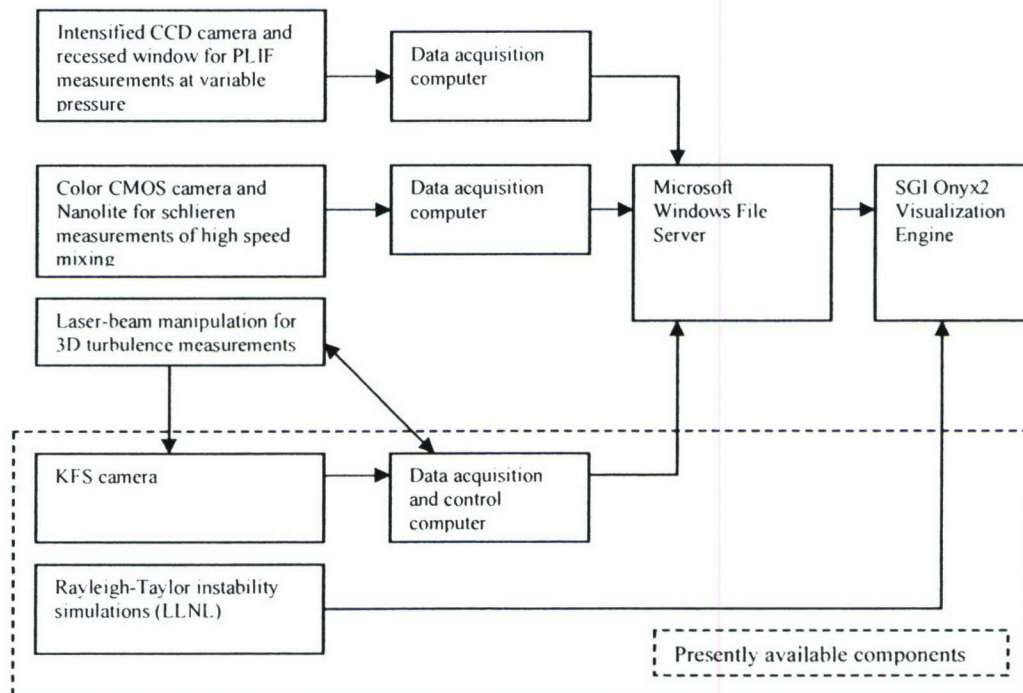 Intensified CCD camera and
recessed window for PLIF
measurements at variable
pressure
Data acquisition
computer
Color CMOS camera and
Nanolite for schlieren
measurements of high speed
mixing
Data acquisition
computer
Microsoft
Windows File
Server
SGI Onyx2
Visualization
Engine
Laser-beam manipulation for
3D turbulence measurements
KFS camera
Data acquisition
and control
computer
Rayleigh-Taylor instability
simulations (LLNL)
Presently available components